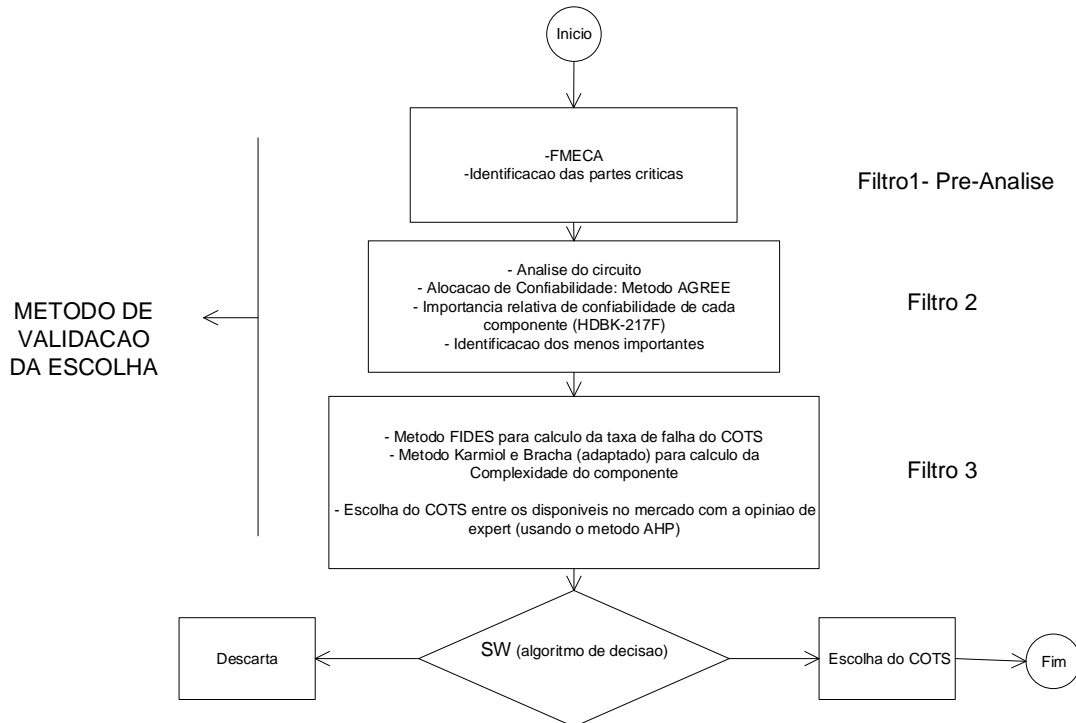 Inicio
-FMECA
-Identificacao das partes criticas
Filtro1- Pre-Analise
- Analise do circuito
- Alocacao de Confiabilidade: Metodo AGREE
- Importancia relativa de confiabilidade de cada
componente (HDBK-217F)
- Identificacao dos menos importantes
Filtro 2
METODO DE
VALIDACAO
DA ESCOLHA
- Metodo FIDES para calculo da taxa de falha do COTS
- Metodo Karmiol e Bracha (adaptado) para calculo da
Complexidade do componente
- Escolha do COTS entre os disponiveis no mercado com a opiniao de
expert (usando o metodo AHP)
Filtro 3
Descarta
SW (algoritmo de decisao)
Escolha do COTS
Fim